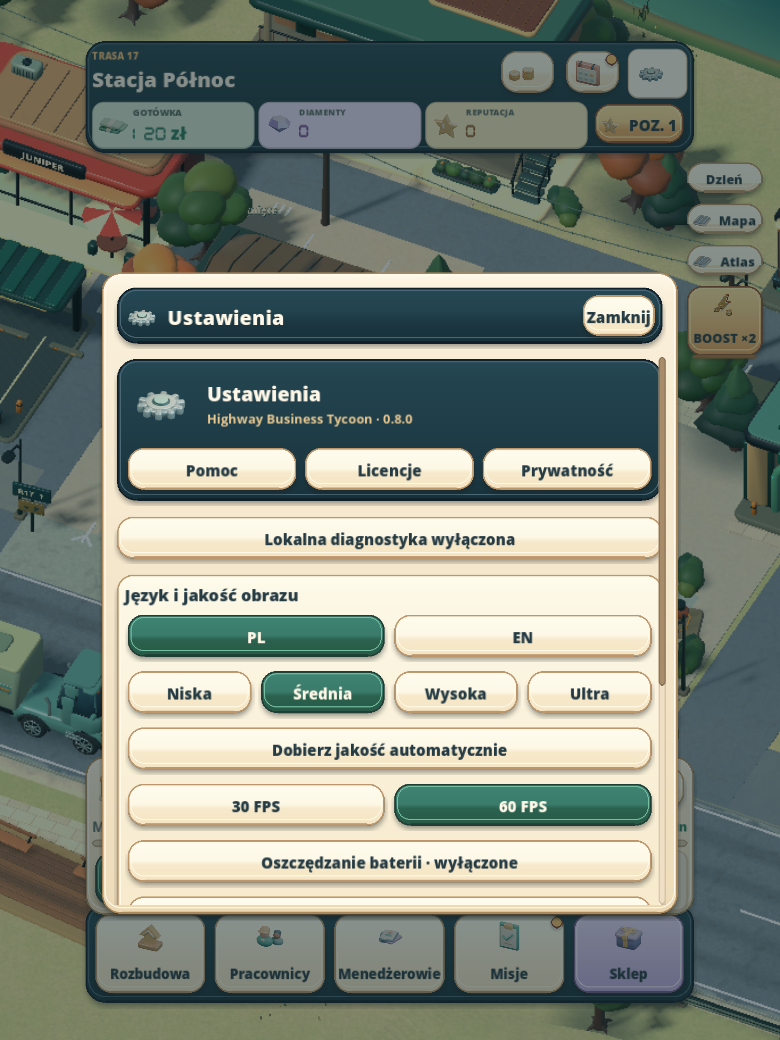 TRASA 17
Stacja Północ
GOTÓWKA
120 zł
DIAMENTY
0
REPUTACJA
0
POZ. 1
JUNIPER
Dzień
Mapa
Atlas
BOOST ×2
Ustawienia
Zamknij
Ustawienia
Highway Business Tycoon · 0.8.0
Pomoc
Licencje
Prywatność
Lokalna diagnostyka wyłączona
Język i jakość obrazu
PL
EN
Niska
Średnia
Wysoka
Ultra
Dobierz jakość automatycznie
30 FPS
60 FPS
Oszczędzanie baterii · wyłączone
Rozbudowa
Pracownicy
Menedżerowie
Misje
Sklep